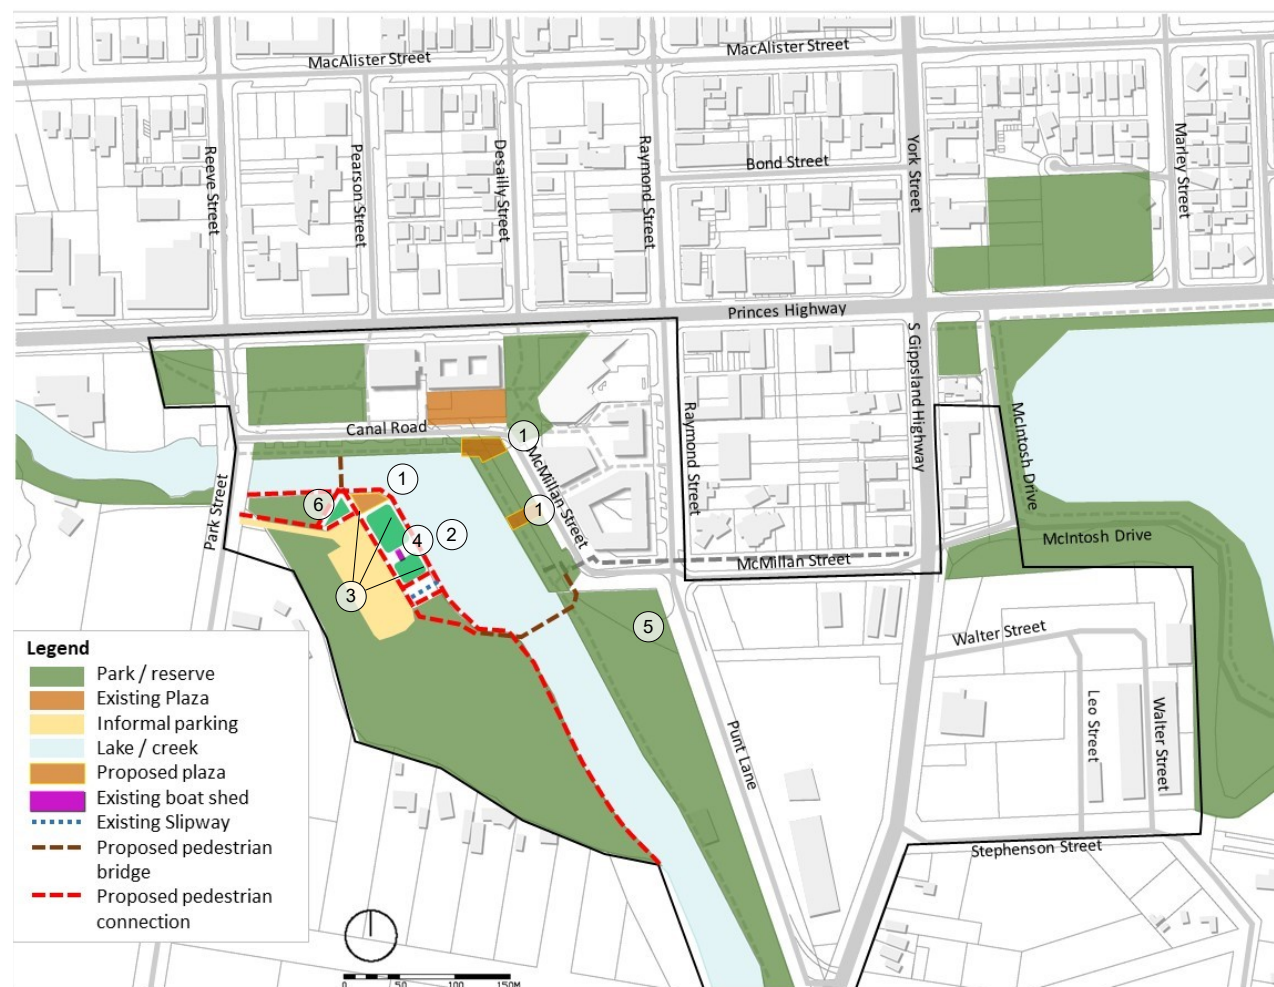 MacAlister Street
MacAlister Street
Reeve Street
Pearson Street
Desailly Street
Raymond Street
Bond Street
York Street
Marley Street
Princes Highway
S Gippsland Highway
Canal Road
1
McMillan Street
Raymond Street
McIntosh Drive
Park Street
1
6
1
4
2
McIntosh Drive
McMillan Street
3
5
Walter Street
Legend
Park / reserve
Existing Plaza
Informal parking
Lake / creek
Proposed plaza
Existing boat shed
Existing Slipway
Proposed pedestrian
bridge
Proposed pedestrian
connection
Punt Lane
Leo Street
Walter Street
Stephenson Street
0 50 100 150M